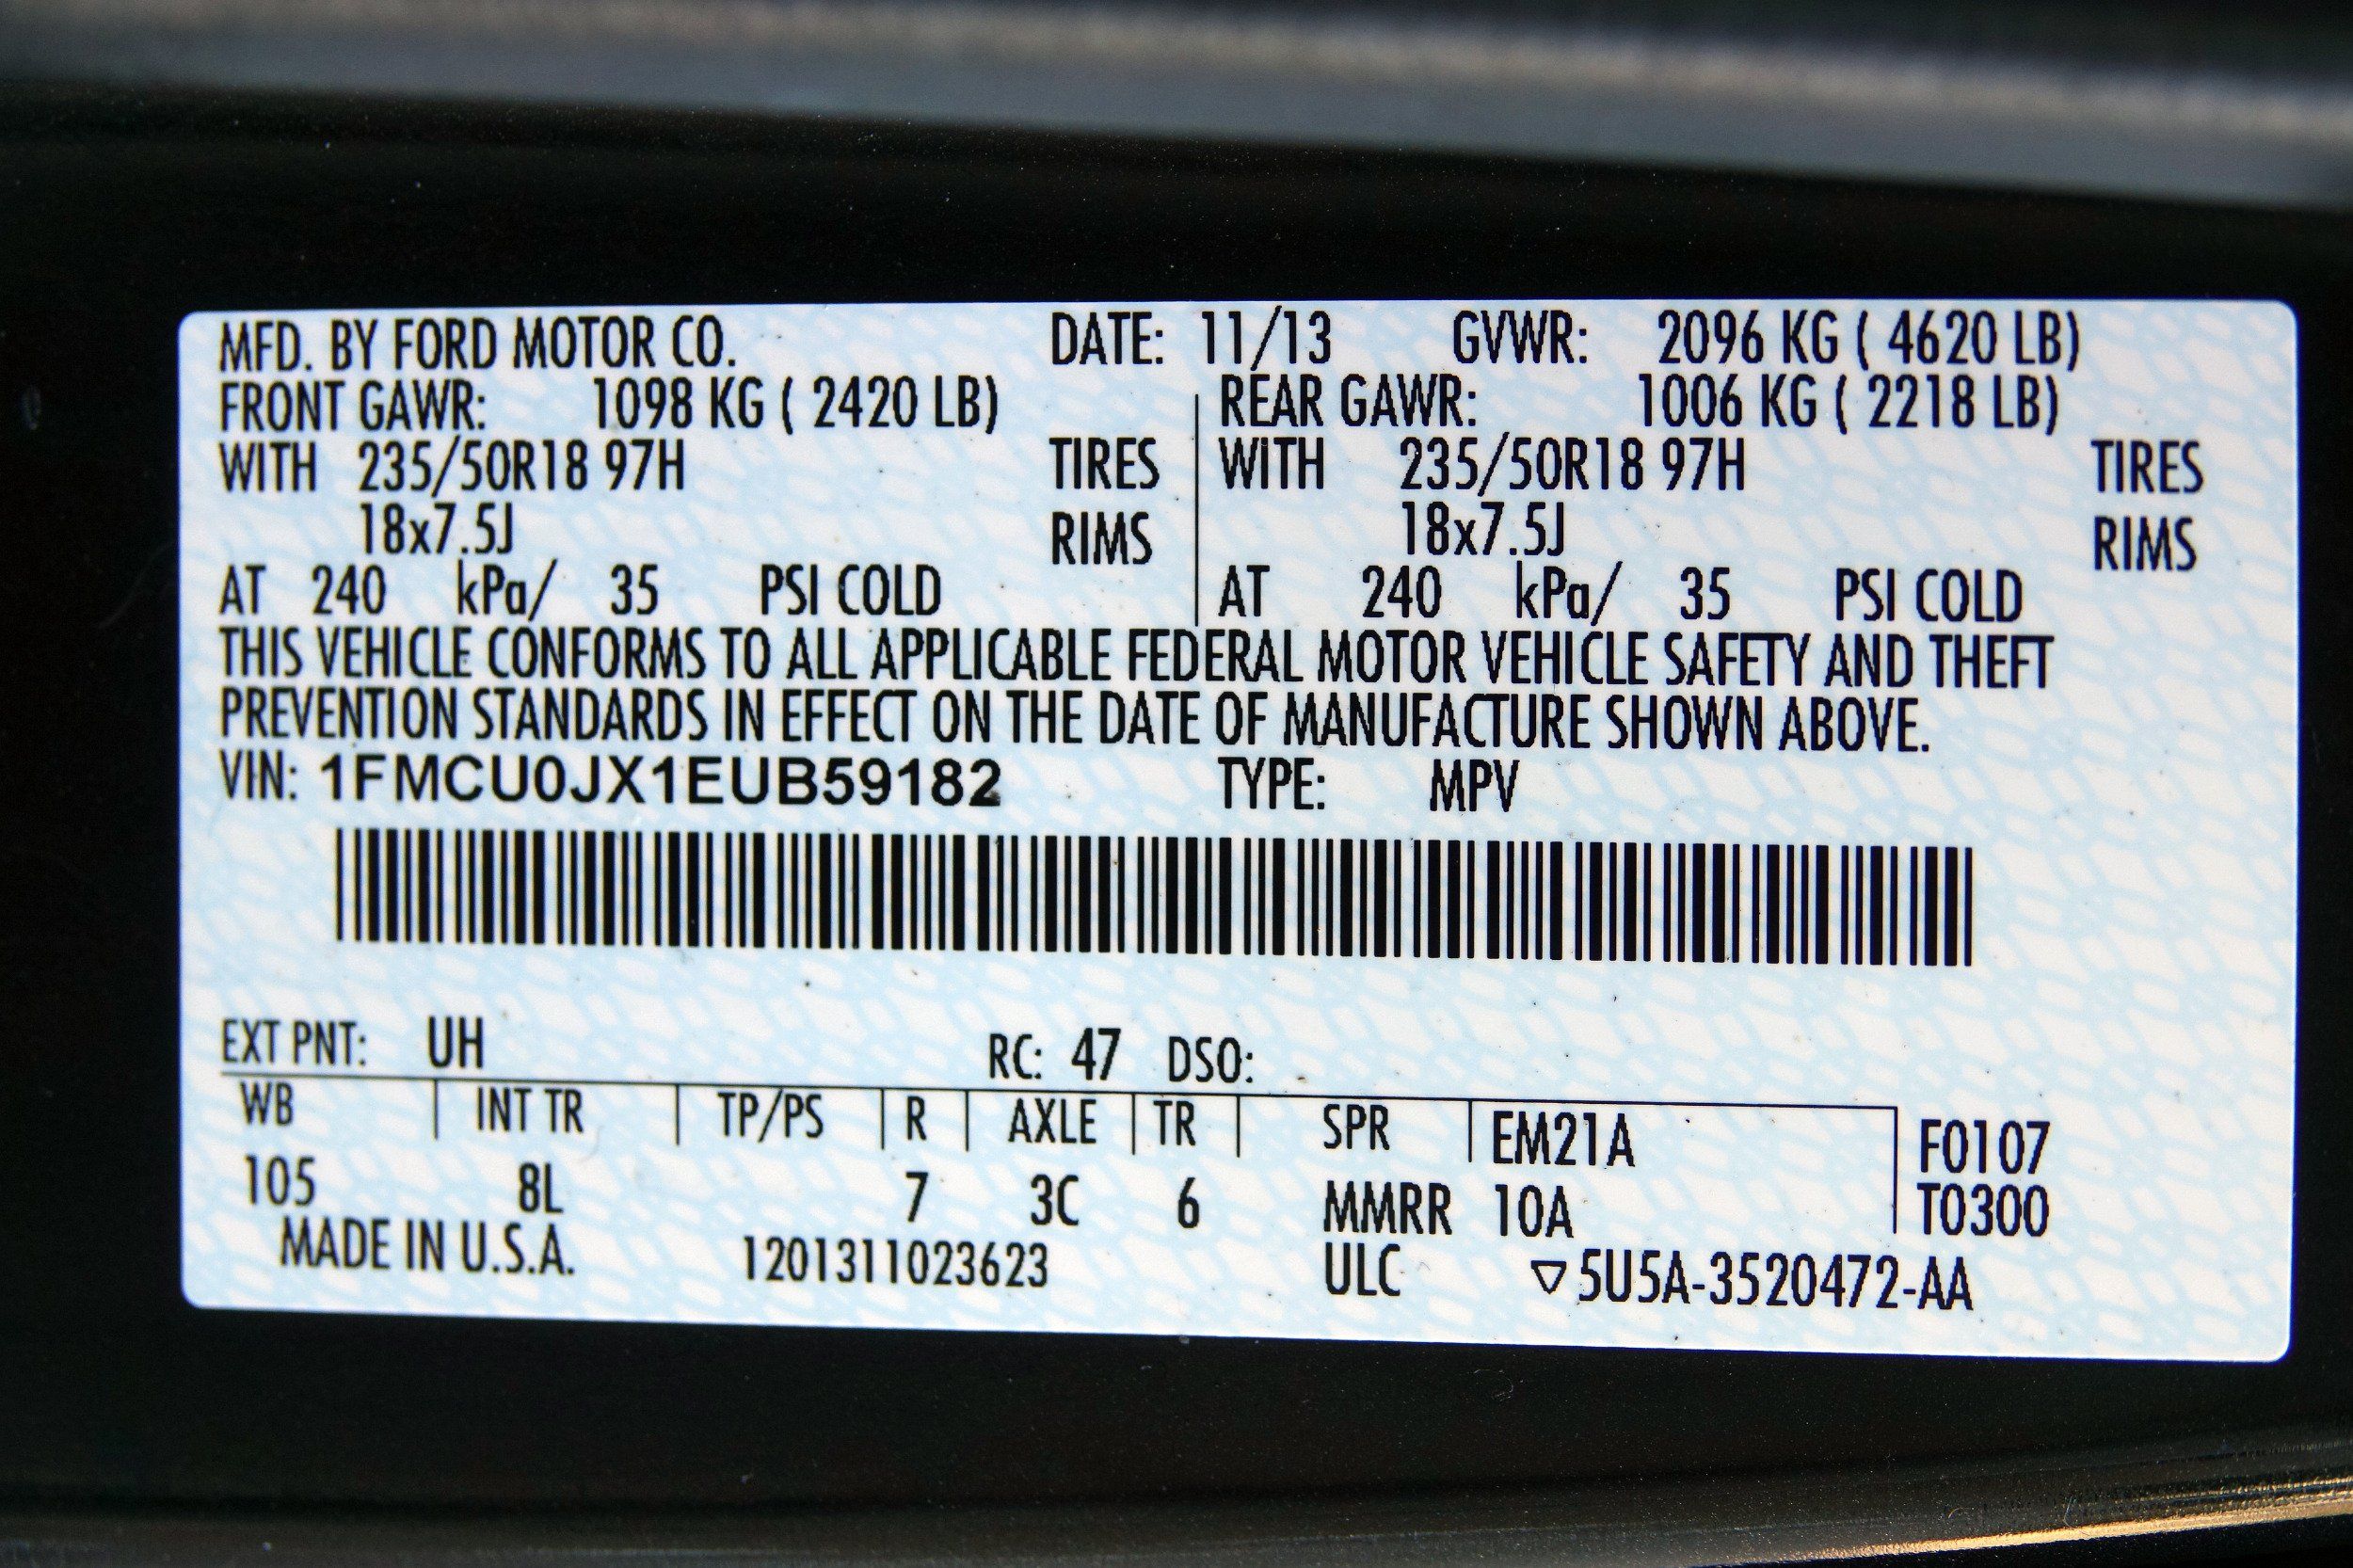 MFD. BY FORD MOTOR CO. DATE: 11/13 GVWR: 2096 KG ( 4620 LB)
FRONT GAWR: 1098 KG ( 2420 LB) REAR GAWR: 1006 KG ( 2218 LB)
WITH 235/50R18 97H TIRES WITH 235/50R18 97H TIRES
18x7.5J RIMS 18x7.5J RIMS
AT 240 kPa/ 35 PSI COLD AT 240 kPa/ 35 PSI COLD
THIS VEHICLE CONFORMS TO ALL APPLICABLE FEDERAL MOTOR VEHICLE SAFETY AND THEFT
PREVENTION STANDARDS IN EFFECT ON THE DATE OF MANUFACTURE SHOWN ABOVE.
VIN: 1FMCU0JX1EUB59182 TYPE: MPV
EXT PNT: UH RC: 47 DSO:
WB INT TR TP/PS R AXLE TR SPR EM21A F0107
105 8L 7 3C 6 MMRR 10A T0300
MADE IN U.S.A. 1201311023623 ULC ▽5U5A-3520472-AA